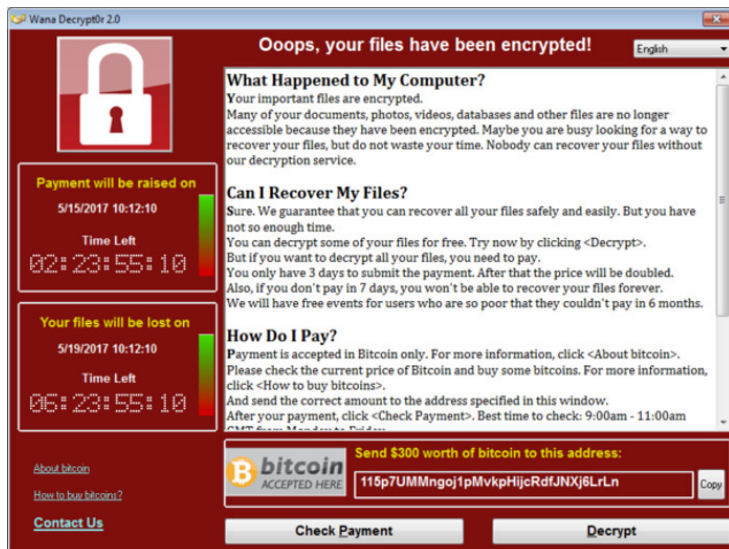 Wana Decrypt0r 2.0
Ooops, your files have been encrypted!
English
What Happened to My Computer?
Your important files are encrypted.
Many of your documents, photos, videos, databases and other files are no longer
accessible because they have been encrypted. Maybe you are busy looking for a way to
recover your files, but do not waste your time. Nobody can recover your files without
our decryption service.
Can I Recover My Files?
Sure. We guarantee that you can recover all your files safely and easily. But you have
not so enough time.
You can decrypt some of your files for free. Try now by clicking <Decrypt>.
But if you want to decrypt all your files, you need to pay.
You only have 3 days to submit the payment. After that the price will be doubled.
Also, if you don't pay in 7 days, you won't be able to recover your files forever.
We will have free events for users who are so poor that they couldn't pay in 6 months.
How Do I Pay?
Payment is accepted in Bitcoin only. For more information, click <About bitcoin>.
Please check the current price of Bitcoin and buy some bitcoins. For more information,
click <How to buy bitcoins>.
And send the correct amount to the address specified in this window.
After your payment, click <Check Payment>. Best time to check: 9:00am - 11:00am
GMT from Monday to Friday
Payment will be raised on
5/15/2017 10:12:10
Time Left
02:23:55:10
Your files will be lost on
5/19/2017 10:12:10
Time Left
06:23:55:10
About bitcoin
How to buy bitcoins?
Contact Us
bitcoin
ACCEPTED HERE
Send $300 worth of bitcoin to this address:
115p7UMMngoj1pMvkpHijcRdfJNXj6LrLn
Copy
Check Payment
Decrypt